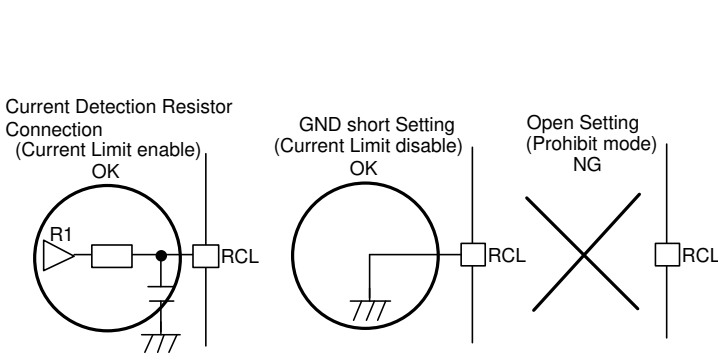 Current Detection Resistor
Connection
(Current Limit enable)
OK
R1
RCL
GND short Setting
(Current Limit disable)
OK
RCL
Open Setting
(Prohibit mode)
NG
RCL